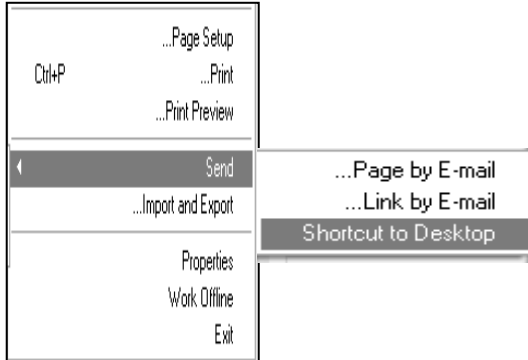 ...Page Setup
Ctrl+P ...Print
...Print Preview
Send
...Import and Export
Properties
Work Offline
Exit
...Page by E-mail
...Link by E-mail
Shortcut to Desktop